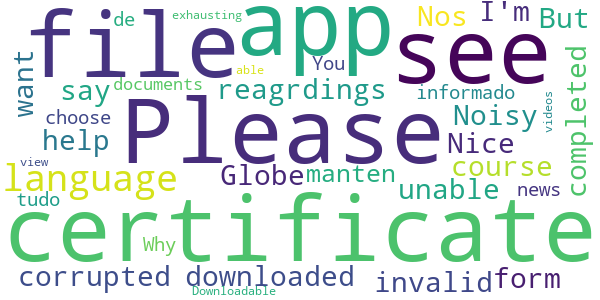 de exhausting Nos I'm But
file app see
want able You
say documents reagrdings informado
choose Please Noisy videos completed
help Nice
view language Globe manten course
tudo unable news
certificate
Why
corrupted downloaded invalid form
Downloadable